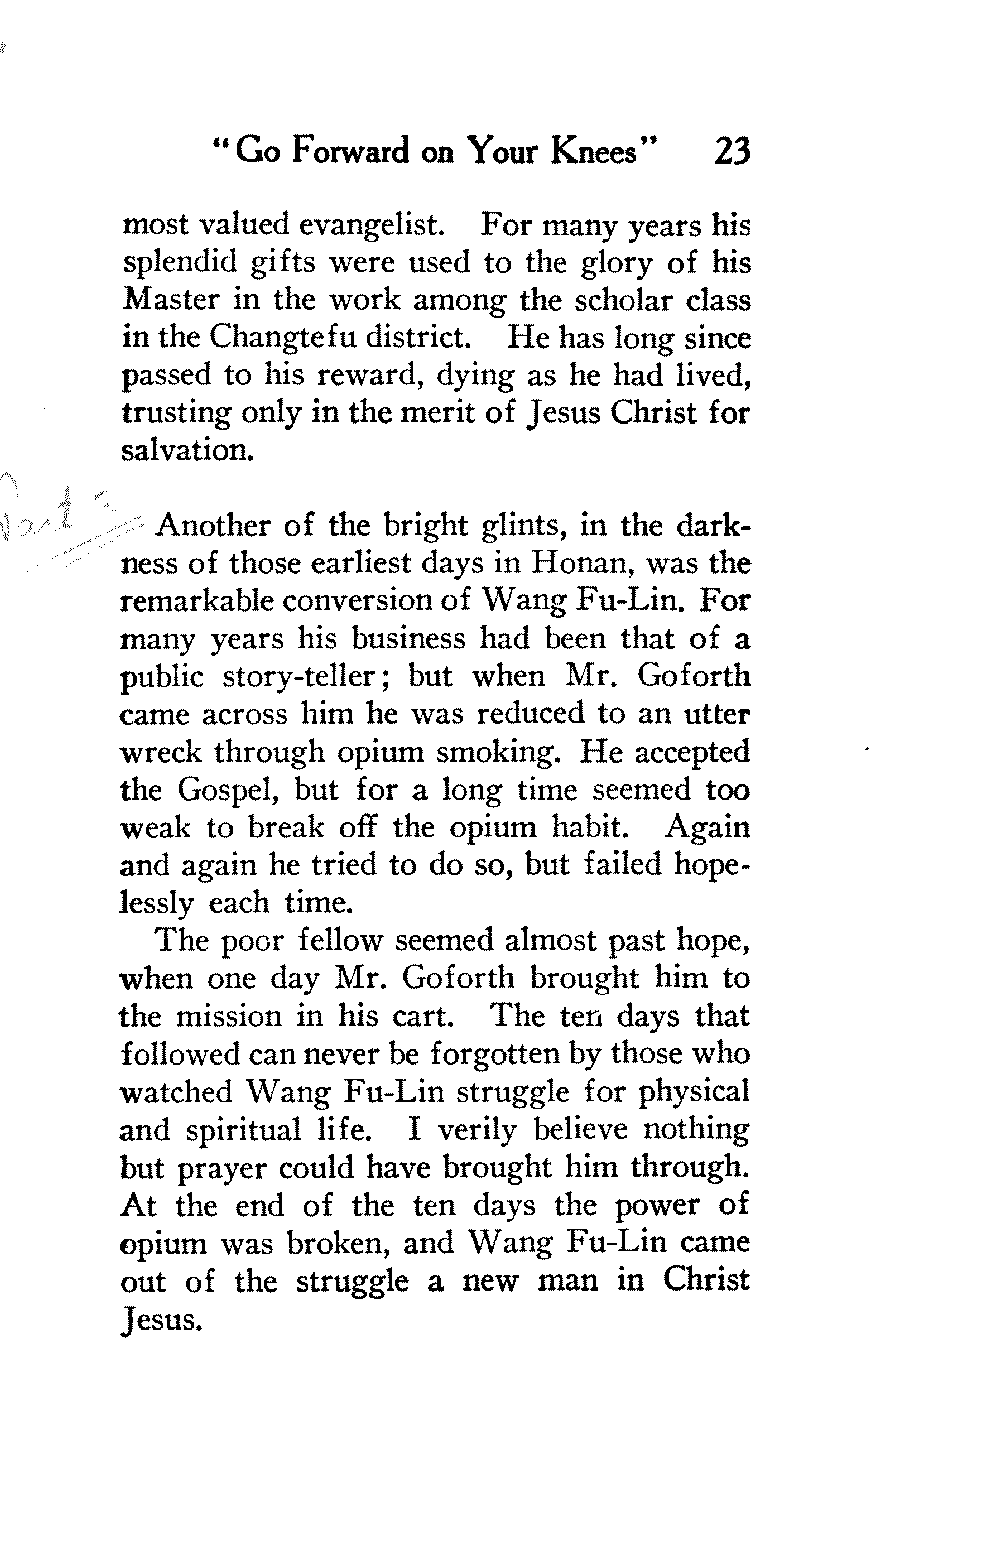 "Go Forward on Your Knees" 23
most valued evangelist. For many years his
splendid gifts were used to the glory of his
Master in the work among the scholar class
in the Changtefu district. He has long since
passed to his reward, dying as he had lived,
trusting only in the merit of Jesus Christ for
salvation.
Another of the bright glints, in the dark-
ness of those earliest days in Honan, was the
remarkable conversion of Wang Fu-Lin. For
many years his business had been that of a
public story-teller; but when Mr. Goforth
came across him he was reduced to an utter
wreck through opium smoking. He accepted
the Gospel, but for a long time seemed too
weak to break off the opium habit. Again
and again he tried to do so, but failed hope-
lessly each time.
The poor fellow seemed almost past hope,
when one day Mr. Goforth brought him to
the mission in his cart. The ten days that
followed can never be forgotten by those who
watched Wang Fu-Lin struggle for physical
and spiritual life. I verily believe nothing
but prayer could have brought him through.
At the end of the ten days the power of
opium was broken, and Wang Fu-Lin came
out of the struggle a new man in Christ
Jesus.